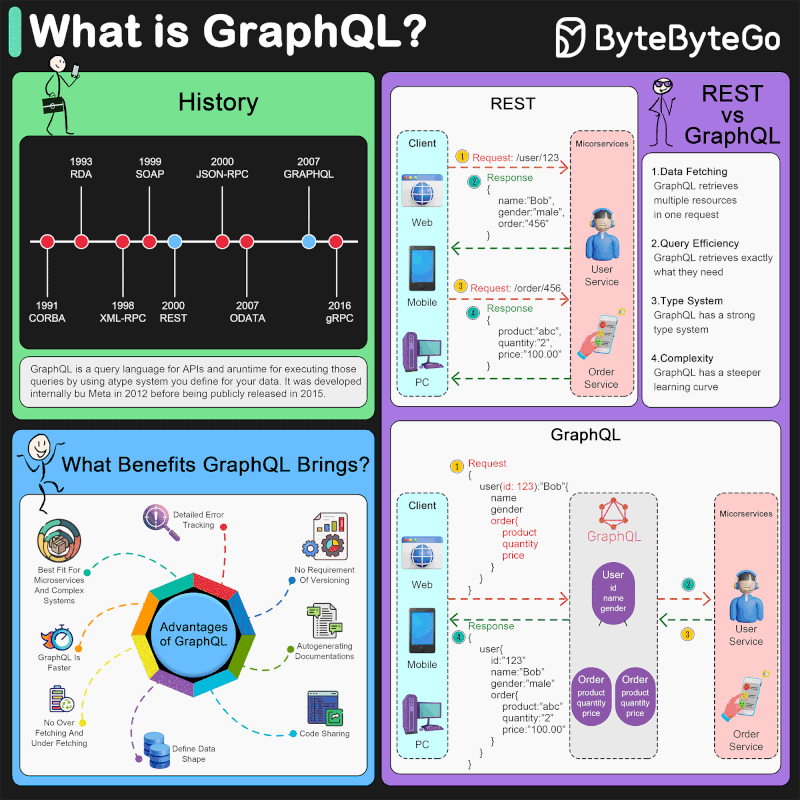 What is GraphQL?
ByteByteGo
History
1993
RDA
1999
SOAP
2000
JSON-RPC
2007
GRAPHQL
1991
CORBA
1998
XML-RPC
2000
REST
2007
ODATA
2016
gRPC
GraphQL is a query language for APIs and aruntime for executing those
queries by using atype system you define for your data. It was developed
internally bu Meta in 2012 before being publicly released in 2015.
REST
Client
Web
Mobile
PC
1
Request: /user/123
2
Response
{
name:"Bob",
gender:"male",
order:"456"
}
3
Request: /order/456
4
Response
{
product:"abc",
quantity:"2",
price:"100.00"
}
Micorservices
User
Service
Order
Service
REST
vs
GraphQL
1.Data Fetching
GraphQL retrieves
multiple resources
in one request
2.Query Efficiency
GraphQL retrieves exactly
what they need
3.Type System
GraphQL has a strong
type system
4.Complexity
GraphQL has a steeper
learning curve
What Benefits GraphQL Brings?
Detailed Error
Tracking
No Requirement
Of Versioning
Autogenerating
Documentations
Code Sharing
Define Data
Shape
No Over
Fetching And
Under Fetching
GraphQL Is
Faster
Best Fit For
Microservices
And Complex
Systems
Advantages
of GraphQL
GraphQL
Client
Web
Mobile
PC
1
Request
{
user(id: 123):"Bob"{
name
gender
order{
product
quantity
price
}
}
}
4
Response
{
user{
id:"123"
name:"Bob"
gender:"male"
order{
product:"abc"
quantity:"2"
price:"100.00"
}
}
}
GraphQL
User
id
name
gender
Order
product
quantity
price
Order
product
quantity
price
2
3
Micorservices
User
Service
Order
Service